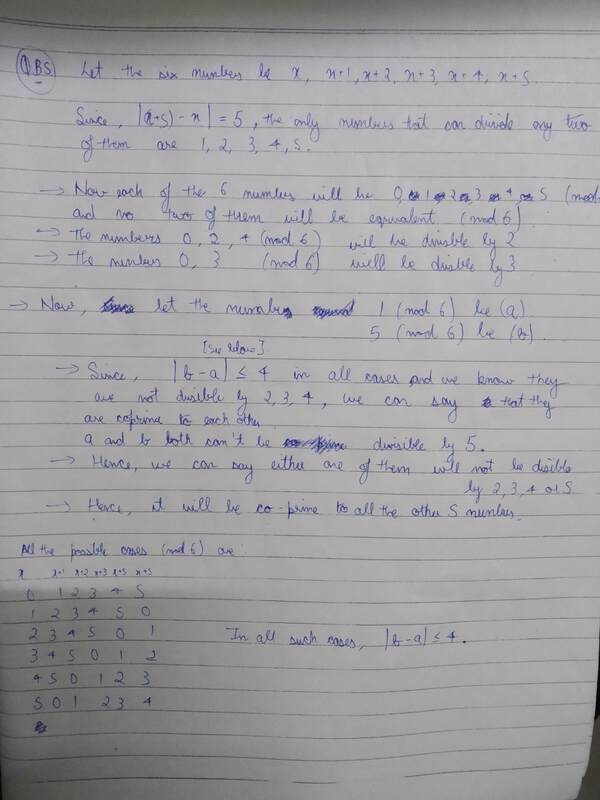 QB5 Let the six numbers be x, x+1, x+2, x+3, x+4, x+5
Since, |(x+5) - x| = 5, the only numbers that can divide any two
of them are 1, 2, 3, 4, 5.
→ Now each of the 6 numbers will be 0, 1 2, 3 4 5 (mod
and no two of them will be equivalent (mod 6)
→ The numbers 0, 2, 4 (mod 6) will be divisible by 2
→ The numbers 0, 3 (mod 6) will be divisible by 3
→ Now, let the number 1 (mod 6) be (a)
5 (mod 6) be (b)
[See below]
→ Since, |b-a| ≤ 4 in all cases, and we know they
are not divisible by 2, 3, 4, we can say that they
are coprime to each other
a and b both can't be divisible by 5.
→ Hence, we can say either one of them will not be disible
by 2, 3, 4 or 5.
→ Hence, it will be co-prime to all the other 5 numbers.
All the possible cases (mod 6) are:
x x+1 x+2 x+3 x+5 x+5
0 1 2 3 4 5
1 2 3 4 5 0
2 3 4 5 0 1
In all such cases, |b-a| ≤ 4.
3 4 5 0 1 2
4 5 0 1 2 3
5 0 1 2 3 4